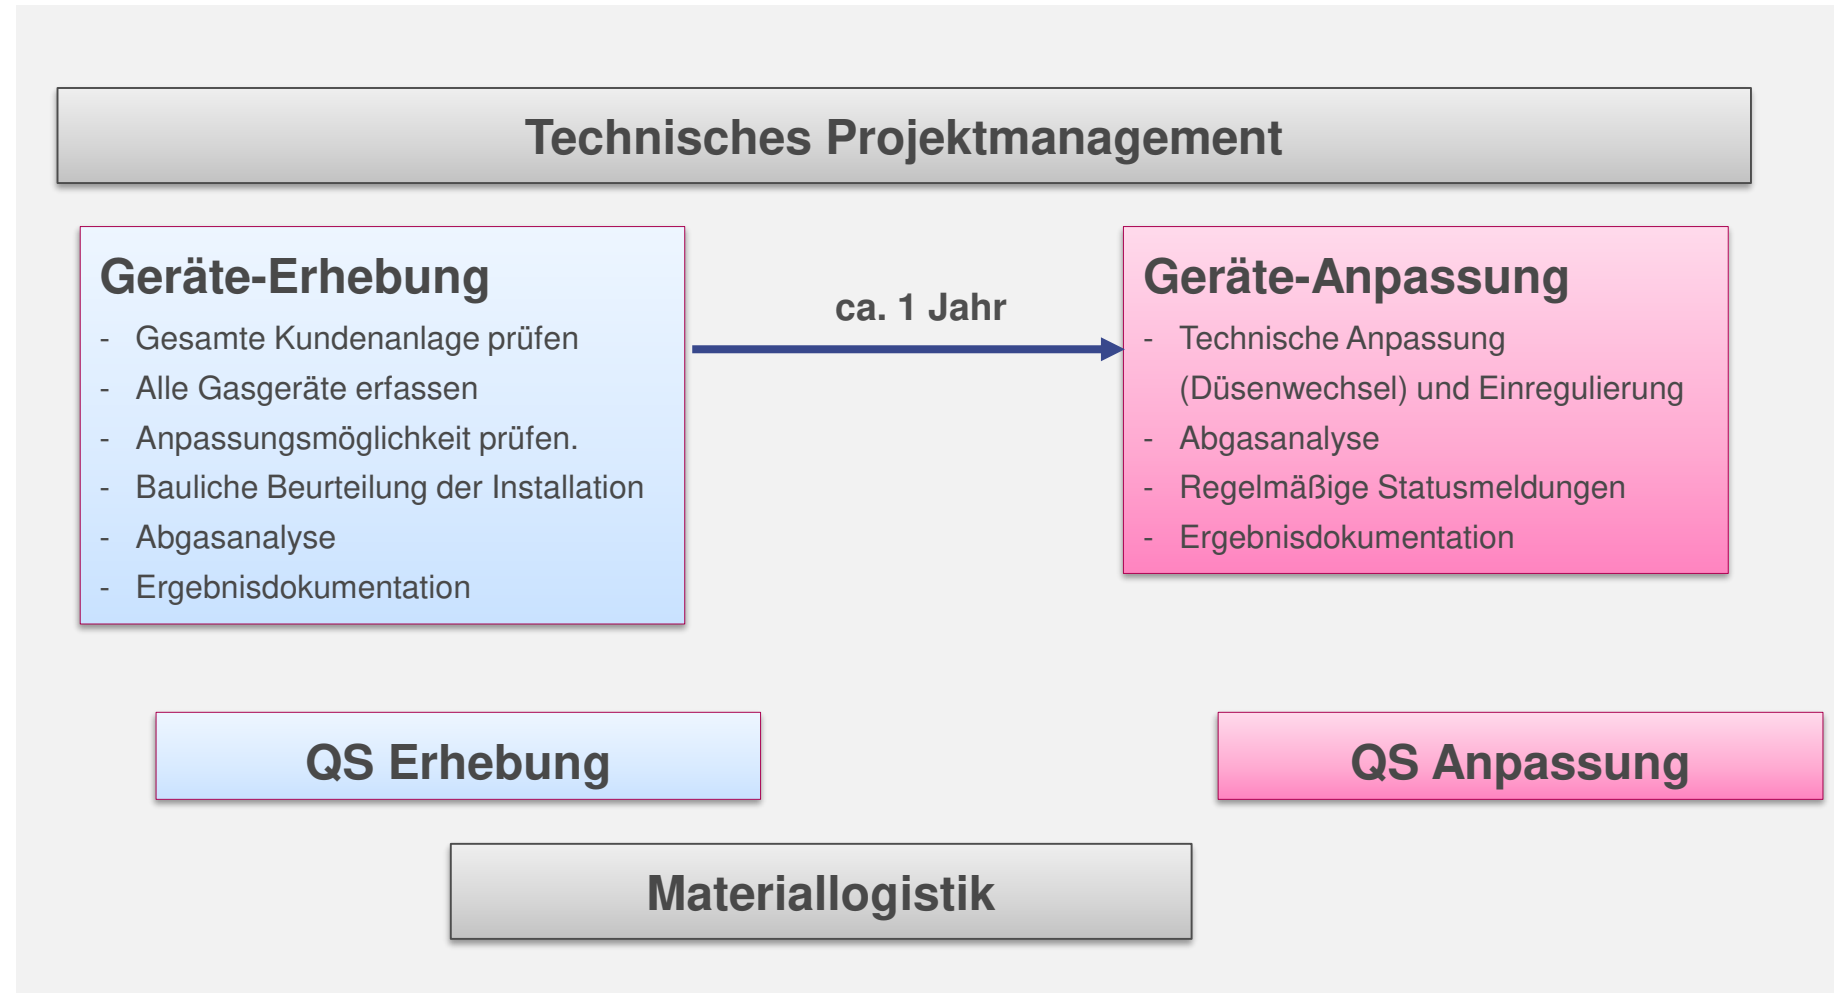 Technisches Projektmanagement
Geräte-Erhebung
- Gesamte Kundenanlage prüfen
- Alle Gasgeräte erfassen
- Anpassungsmöglichkeit prüfen.
- Bauliche Beurteilung der Installation
- Abgasanalyse
- Ergebnisdokumentation
ca. 1 Jahr
Geräte-Anpassung
- Technische Anpassung
(Düsenwechsel) und Einregulierung
- Abgasanalyse
- Regelmäßige Statusmeldungen
- Ergebnisdokumentation
QS Erhebung
QS Anpassung
Materiallogistik